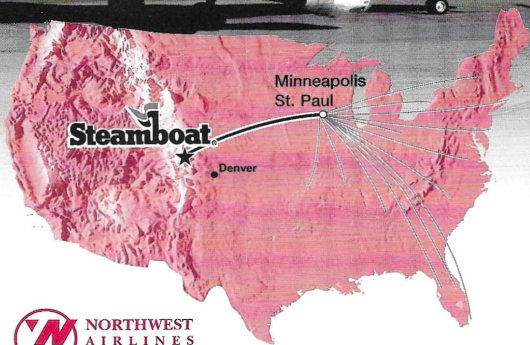 Minneapolis
St. Paul
Steamboat®
Denver
NORTHWEST
AIRLINES